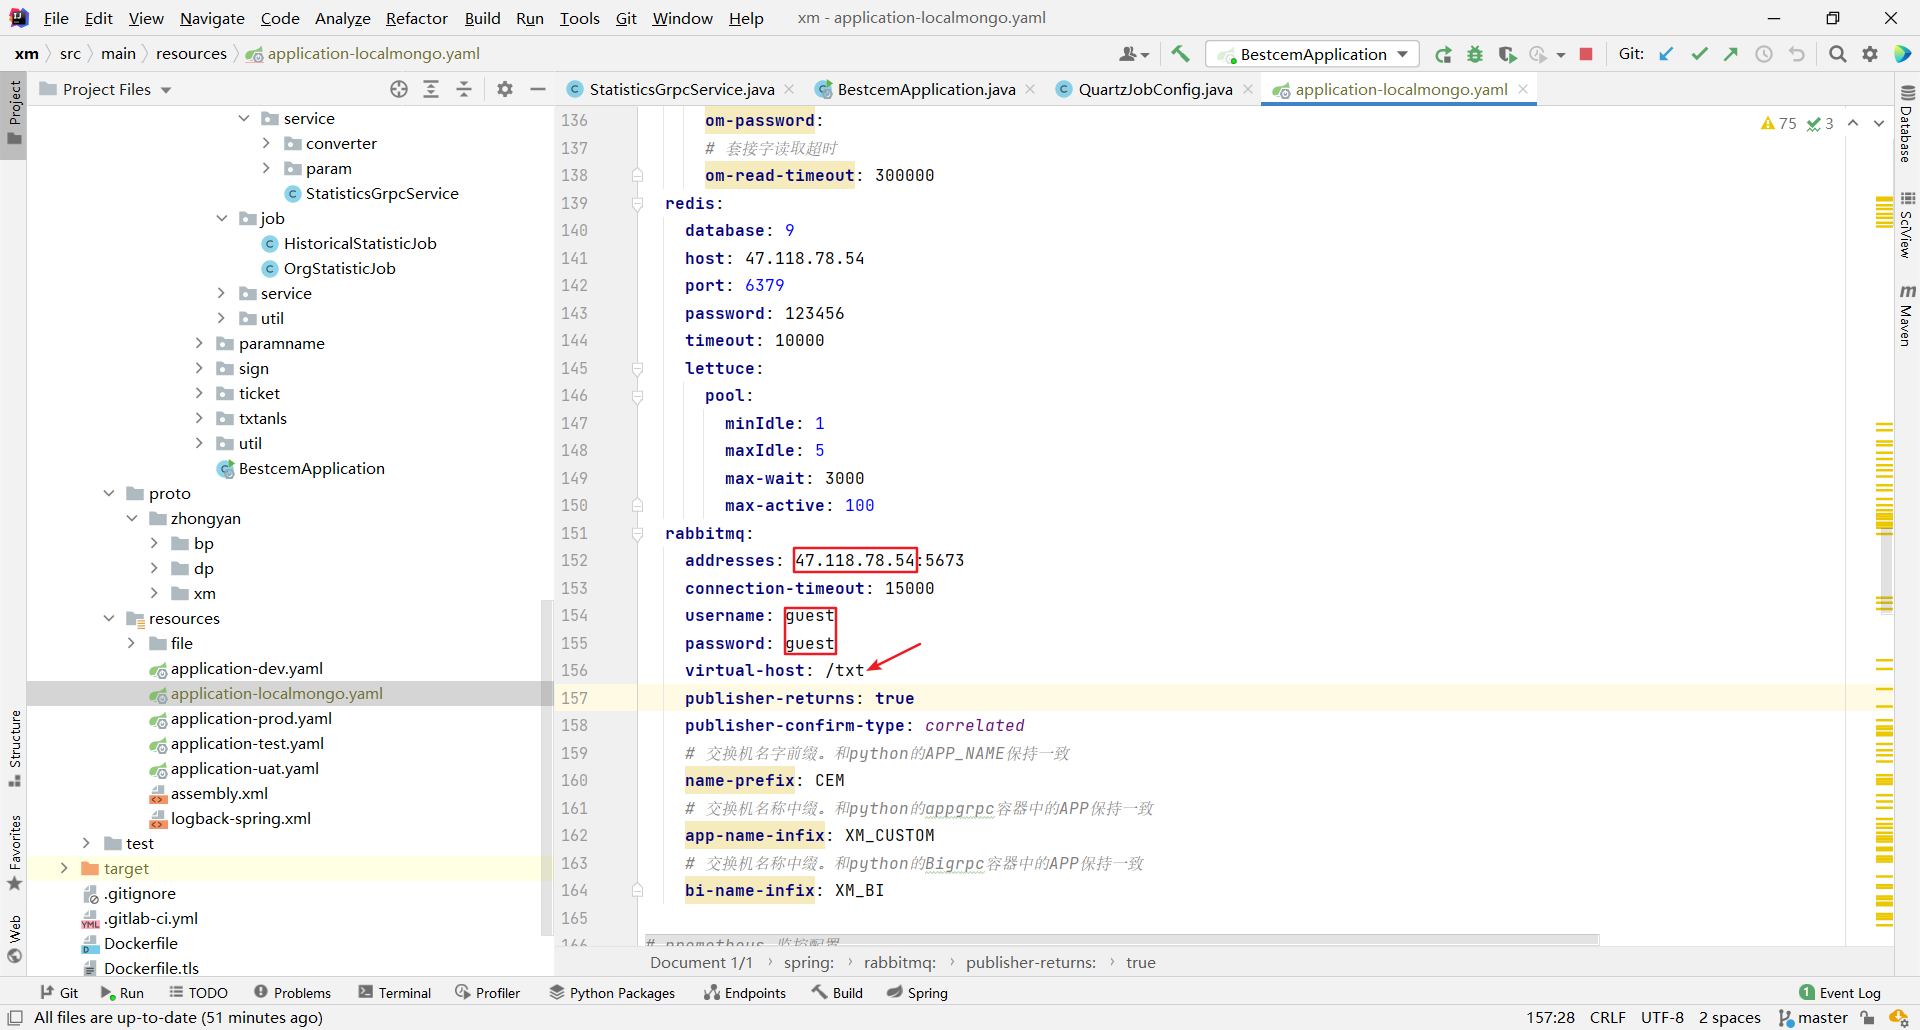 File Edit View Navigate Code Analyze Refactor Build Run Tools Git Window Help xm - application-localmongo.yaml
xm src main resources application-localmongo.yaml BestcemApplication Git:
Project Files
StatisticsGrpcService.java BestcemApplication.java QuartzJobConfig.java application-localmongo.yaml
Project
Structure
Favorites
Web
service
converter
param
StatisticsGrpcService
job
HistoricalStatisticJob
OrgStatisticJob
service
util
paramname
sign
ticket
txtanls
util
BestcemApplication
proto
zhongyan
bp
dp
xm
resources
file
application-dev.yaml
application-localmongo.yaml
application-prod.yaml
application-test.yaml
application-uat.yaml
assembly.xml
logback-spring.xml
test
target
.gitignore
.gitlab-ci.yml
Dockerfile
Dockerfile.tls
75 3
136 om-password:
137 # 套接字读取超时
138 om-read-timeout: 300000
139 redis:
140 database: 9
141 host: 47.118.78.54
142 port: 6379
143 password: 123456
144 timeout: 10000
145 lettuce:
146 pool:
147 minIdle: 1
148 maxIdle: 5
149 max-wait: 3000
150 max-active: 100
151 rabbitmq:
152 addresses: 47.118.78.54:5673
153 connection-timeout: 15000
154 username: guest
155 password: guest
156 virtual-host: /txt
157 publisher-returns: true
158 publisher-confirm-type: correlated
159 # 交换机名字前缀。和python的APP_NAME保持一致
160 name-prefix: CEM
161 # 交换机名称中缀。和python的appgrpc容器中的APP保持一致
162 app-name-infix: XM_CUSTOM
163 # 交换机名称中缀。和python的Bigrpc容器中的APP保持一致
164 bi-name-infix: XM_BI
165
166 # prometheus 监控配置
Database
SciView
Maven
Document 1/1 spring: rabbitmq: publisher-returns: true
Git Run TODO Problems Terminal Profiler Python Packages Endpoints Build Spring 1 Event Log
All files are up-to-date (51 minutes ago) 157:28 CRLF UTF-8 2 spaces master